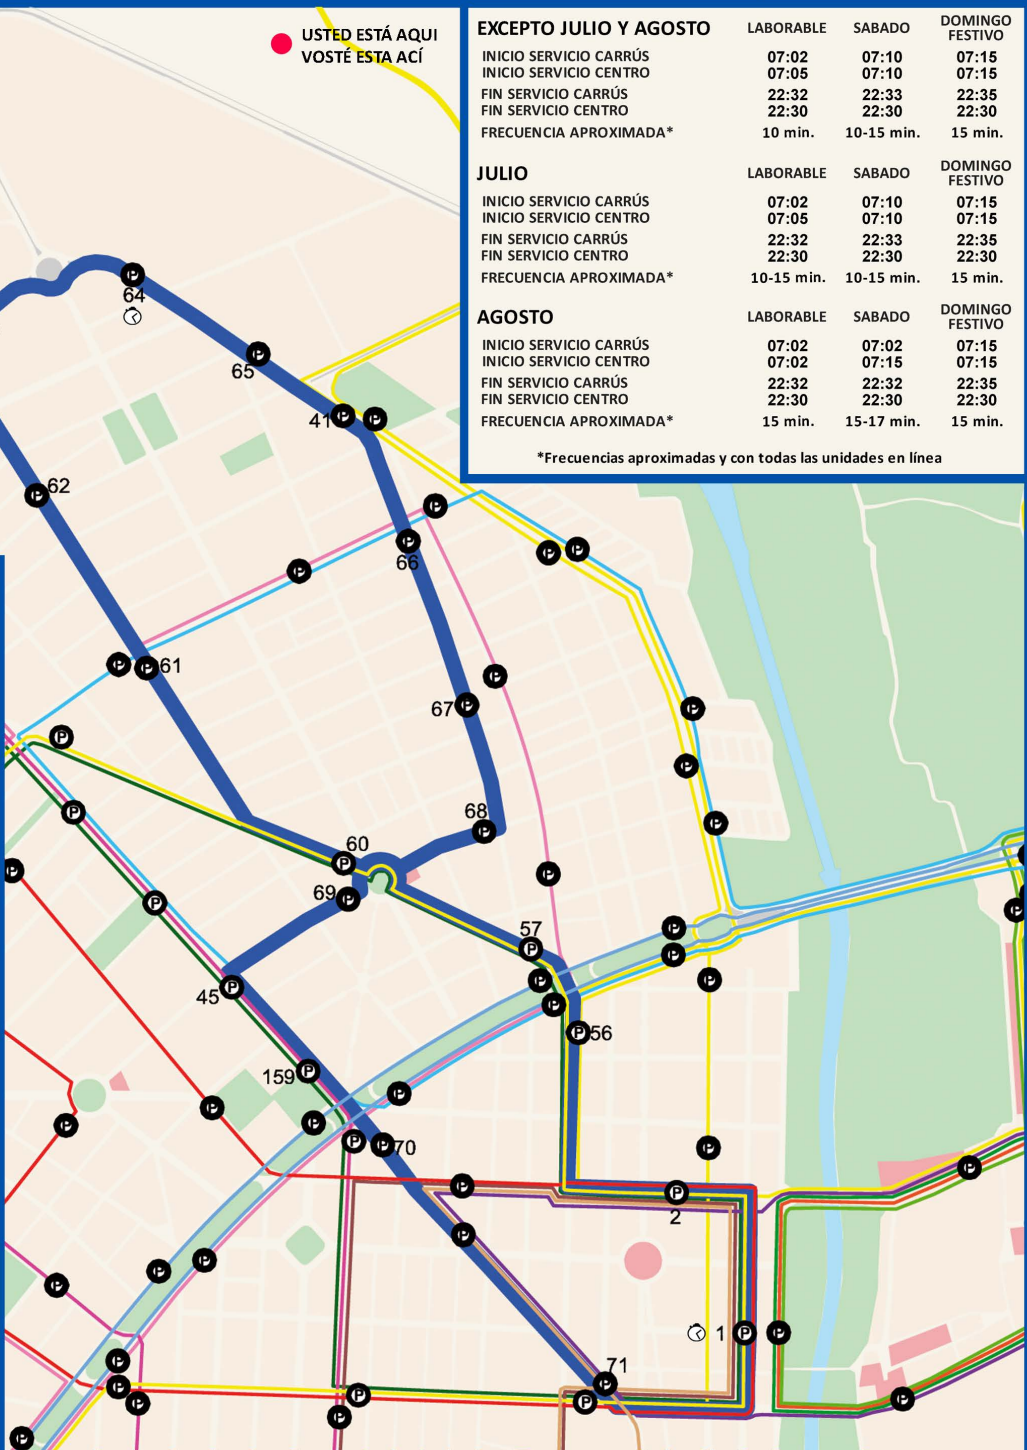 USTED ESTÁ AQUI
VOSTÉ ESTA ACÍ
EXCEPTO JULIO Y AGOSTO LABORABLE SABADO DOMINGO FESTIVO
INICIO SERVICIO CARRÚS 07:02 07:10 07:15
INICIO SERVICIO CENTRO 07:05 07:10 07:15
FIN SERVICIO CARRÚS 22:32 22:33 22:35
FIN SERVICIO CENTRO 22:30 22:30 22:30
FRECUENCIA APROXIMADA* 10 min. 10-15 min. 15 min.
JULIO LABORABLE SABADO DOMINGO FESTIVO
INICIO SERVICIO CARRÚS 07:02 07:10 07:15
INICIO SERVICIO CENTRO 07:05 07:10 07:15
FIN SERVICIO CARRÚS 22:32 22:33 22:35
FIN SERVICIO CENTRO 22:30 22:30 22:30
FRECUENCIA APROXIMADA* 10-15 min. 10-15 min. 15 min.
AGOSTO LABORABLE SABADO DOMINGO FESTIVO
INICIO SERVICIO CARRÚS 07:02 07:02 07:15
INICIO SERVICIO CENTRO 07:02 07:15 07:15
FIN SERVICIO CARRÚS 22:32 22:32 22:35
FIN SERVICIO CENTRO 22:30 22:30 22:30
FRECUENCIA APROXIMADA* 15 min. 15-17 min. 15 min.
*Frecuencias aproximadas y con todas las unidades en línea
64
65
41
62
66
61
67
68
60
69
57
45
56
159
70
2
1
71